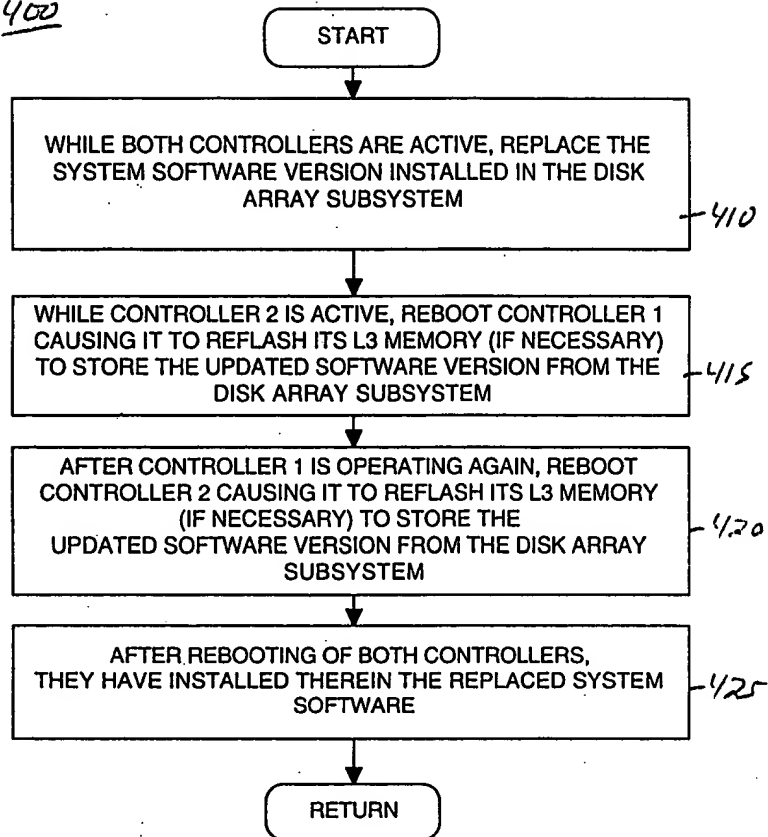 400
START
WHILE BOTH CONTROLLERS ARE ACTIVE, REPLACE THE
SYSTEM SOFTWARE VERSION INSTALLED IN THE DISK
ARRAY SUBSYSTEM
410
WHILE CONTROLLER 2 IS ACTIVE, REBOOT CONTROLLER 1
CAUSING IT TO REFLASH ITS L3 MEMORY (IF NECESSARY)
TO STORE THE UPDATED SOFTWARE VERSION FROM THE
DISK ARRAY SUBSYSTEM
415
AFTER CONTROLLER 1 IS OPERATING AGAIN, REBOOT
CONTROLLER 2 CAUSING IT TO REFLASH ITS L3 MEMORY
(IF NECESSARY) TO STORE THE
UPDATED SOFTWARE VERSION FROM THE DISK ARRAY
SUBSYSTEM
420
AFTER REBOOTING OF BOTH CONTROLLERS,
THEY HAVE INSTALLED THEREIN THE REPLACED SYSTEM
SOFTWARE
425
RETURN